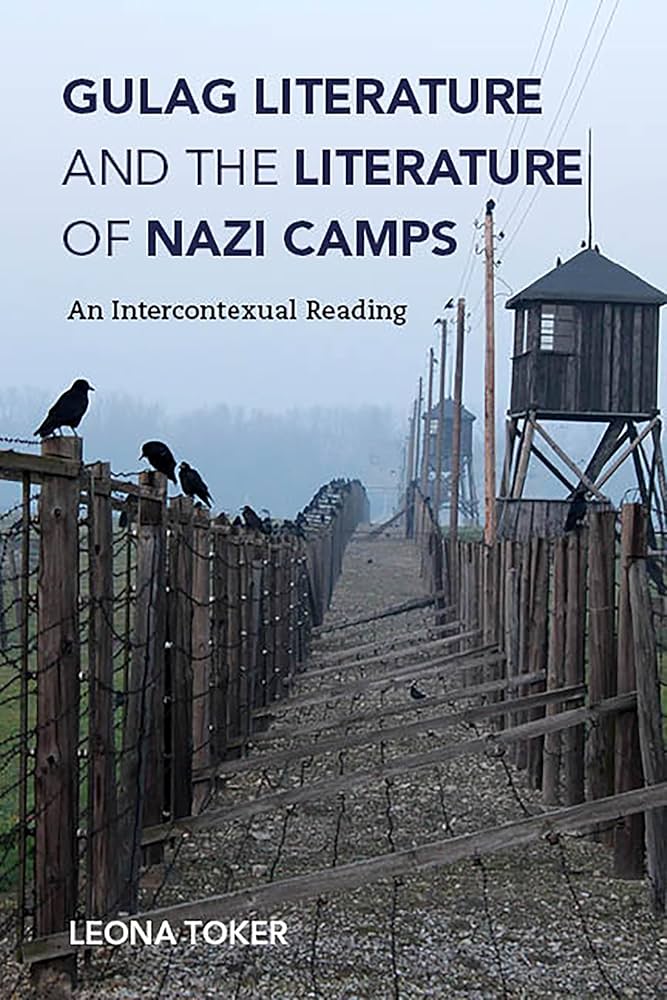 GULAG LITERATURE
AND THE LITERATURE
OF NAZI CAMPS
An Intercontexual Reading
LEONA TOKER